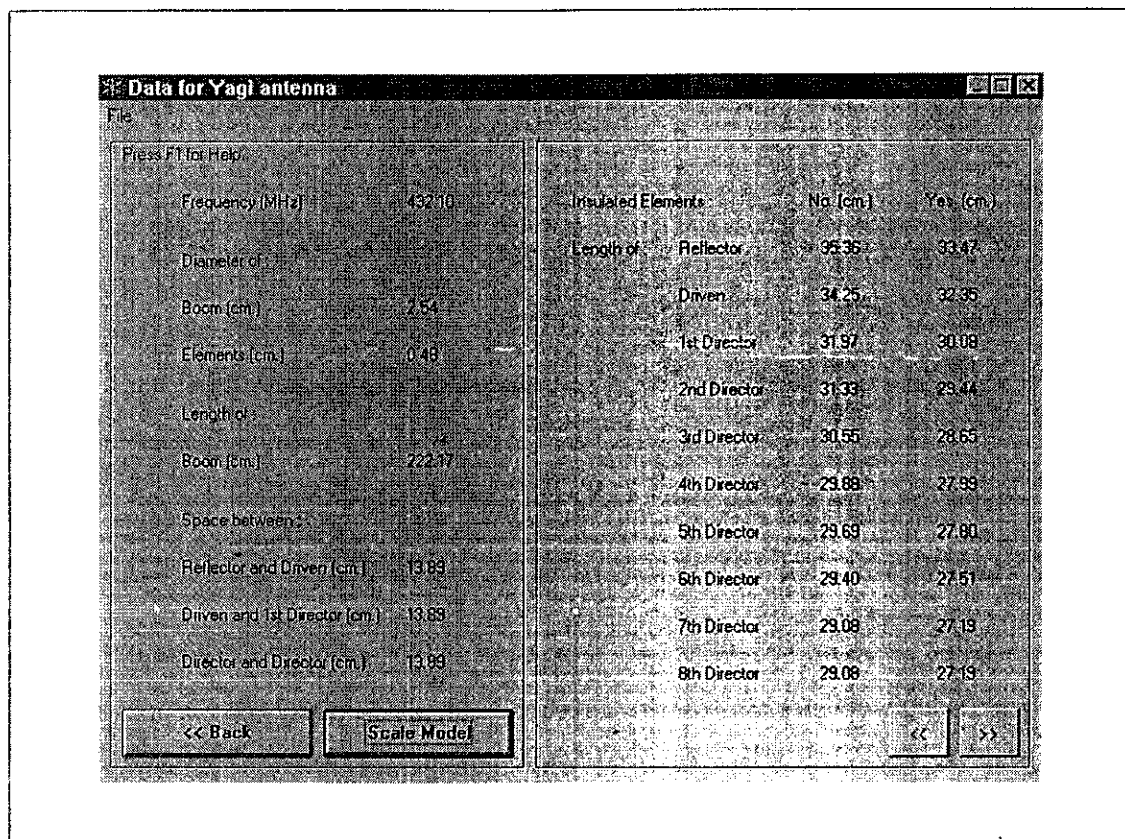 Data for Yagi antenna
File
Press F1 for Help.
Frequency (MHz) 432.10
Diameter of :
Boom (cm.) 2.54
Elements (cm.) 0.48
Length of :
Boom (cm.) 222.17
Space between :
Reflector and Driven (cm.) 13.89
Driven and 1st Director (cm.) 13.89
Director and Director (cm.) 13.89
<< Back
Scale Model
Insulated Elements No. (cm.) Yes. (cm.)
Length of Reflector 35.36 33.47
Driven 34.25 32.35
1st Director 31.97 30.08
2nd Director 31.33 29.44
3rd Director 30.55 28.65
4th Director 29.88 27.99
5th Director 29.69 27.80
6th Director 29.40 27.51
7th Director 29.08 27.19
8th Director 29.08 27.19
<< >>